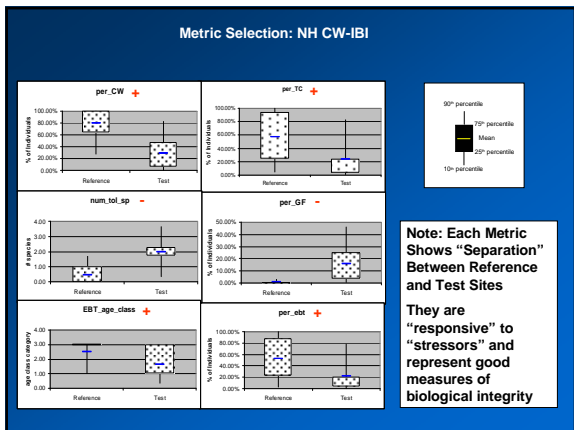 Metric Selection: NH CW-IBI
per_CW +
100.00%
80.00%
60.00%
40.00%
20.00%
0.00%
% of Individuals
Reference Test
per_TC +
100.00%
80.00%
60.00%
40.00%
20.00%
0.00%
% of Individuals
Reference Test
num_tol_sp -
4.00
3.00
2.00
1.00
0.00
# species
Reference Test
per_GF -
50.00%
40.00%
30.00%
20.00%
10.00%
0.00%
% of Individuals
Reference Test
EBT_age_class +
4.00
3.00
2.00
1.00
0.00
age class category
Reference Test
per_ebt +
100.00%
80.00%
60.00%
40.00%
20.00%
0.00%
% of Individuals
Reference Test
90th percentile
75th percentile
Mean
25th percentile
10th percentile
Note: Each Metric
Shows “Separation”
Between Reference
and Test Sites
They are
“responsive” to
“stressors” and
represent good
measures of
biological integrity